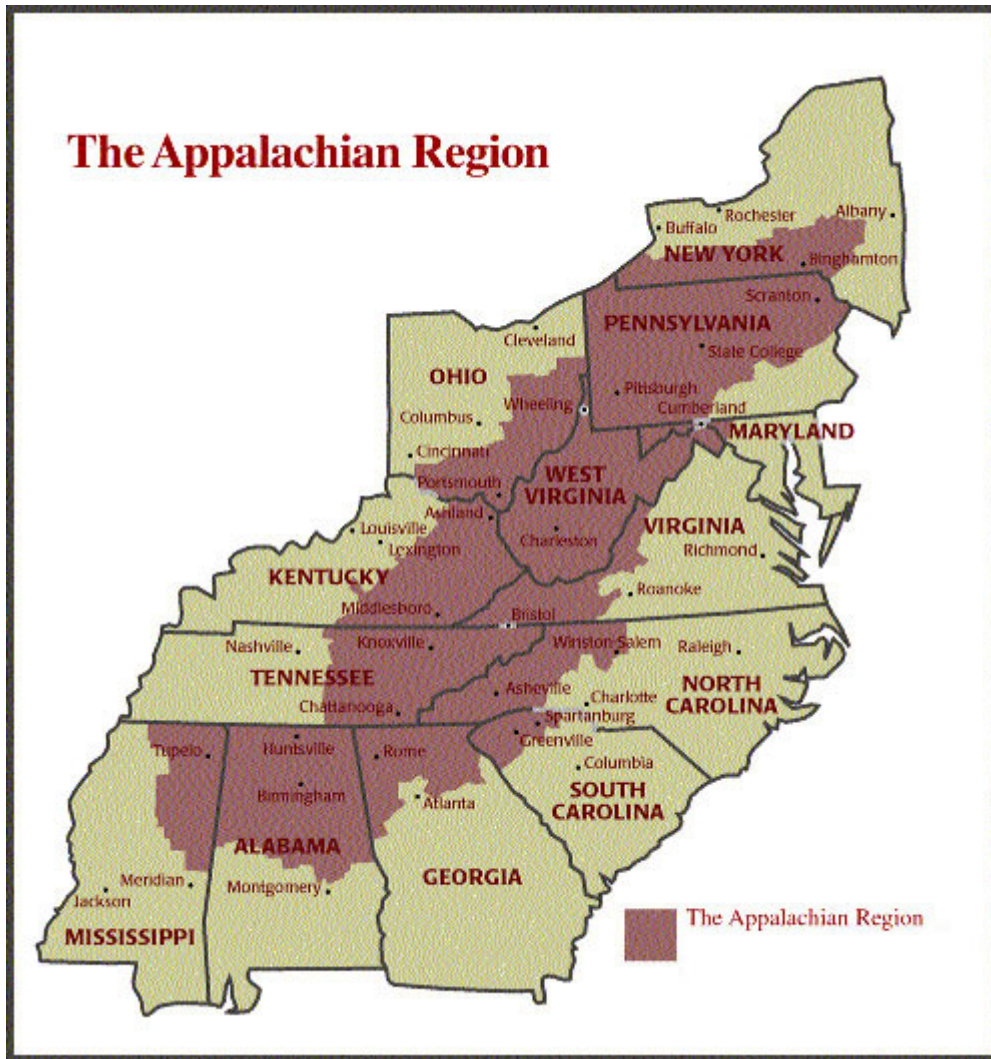 The Appalachian Region
Rochester
Albany
Buffalo
NEW YORK
Binghamton
Scranton
PENNSYLVANIA
Cleveland
State College
OHIO
Pittsburgh
Wheeling
Cumberland
Columbus
MARYLAND
Cincinnati
WEST
VIRGINIA
Portsmouth
Ashland
VIRGINIA
Louisville
Charleston
Lexington
Richmond
KENTUCKY
Roanoke
Middlesboro
Bristol
Nashville
Knoxville
Winston-Salem
Raleigh
TENNESSEE
Asheville
NORTH
CAROLINA
Charlotte
Chattanooga
Spartanburg
Greenville
Tupelo
Huntsville
Rome
Columbia
SOUTH
CAROLINA
Birmingham
Atlanta
ALABAMA
GEORGIA
Meridian
Montgomery
Jackson
MISSISSIPPI
The Appalachian Region